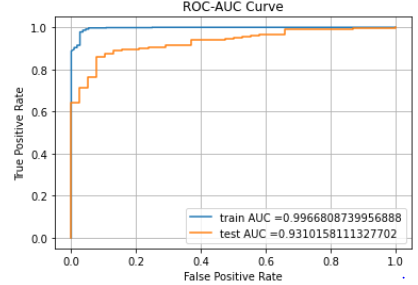 ROC-AUC Curve
True Positive Rate
1.0
0.8
0.6
0.4
0.2
0.0
train AUC =0.9966808739956888
test AUC =0.9310158111327702
0.0 0.2 0.4 0.6 0.8 1.0
False Positive Rate
.